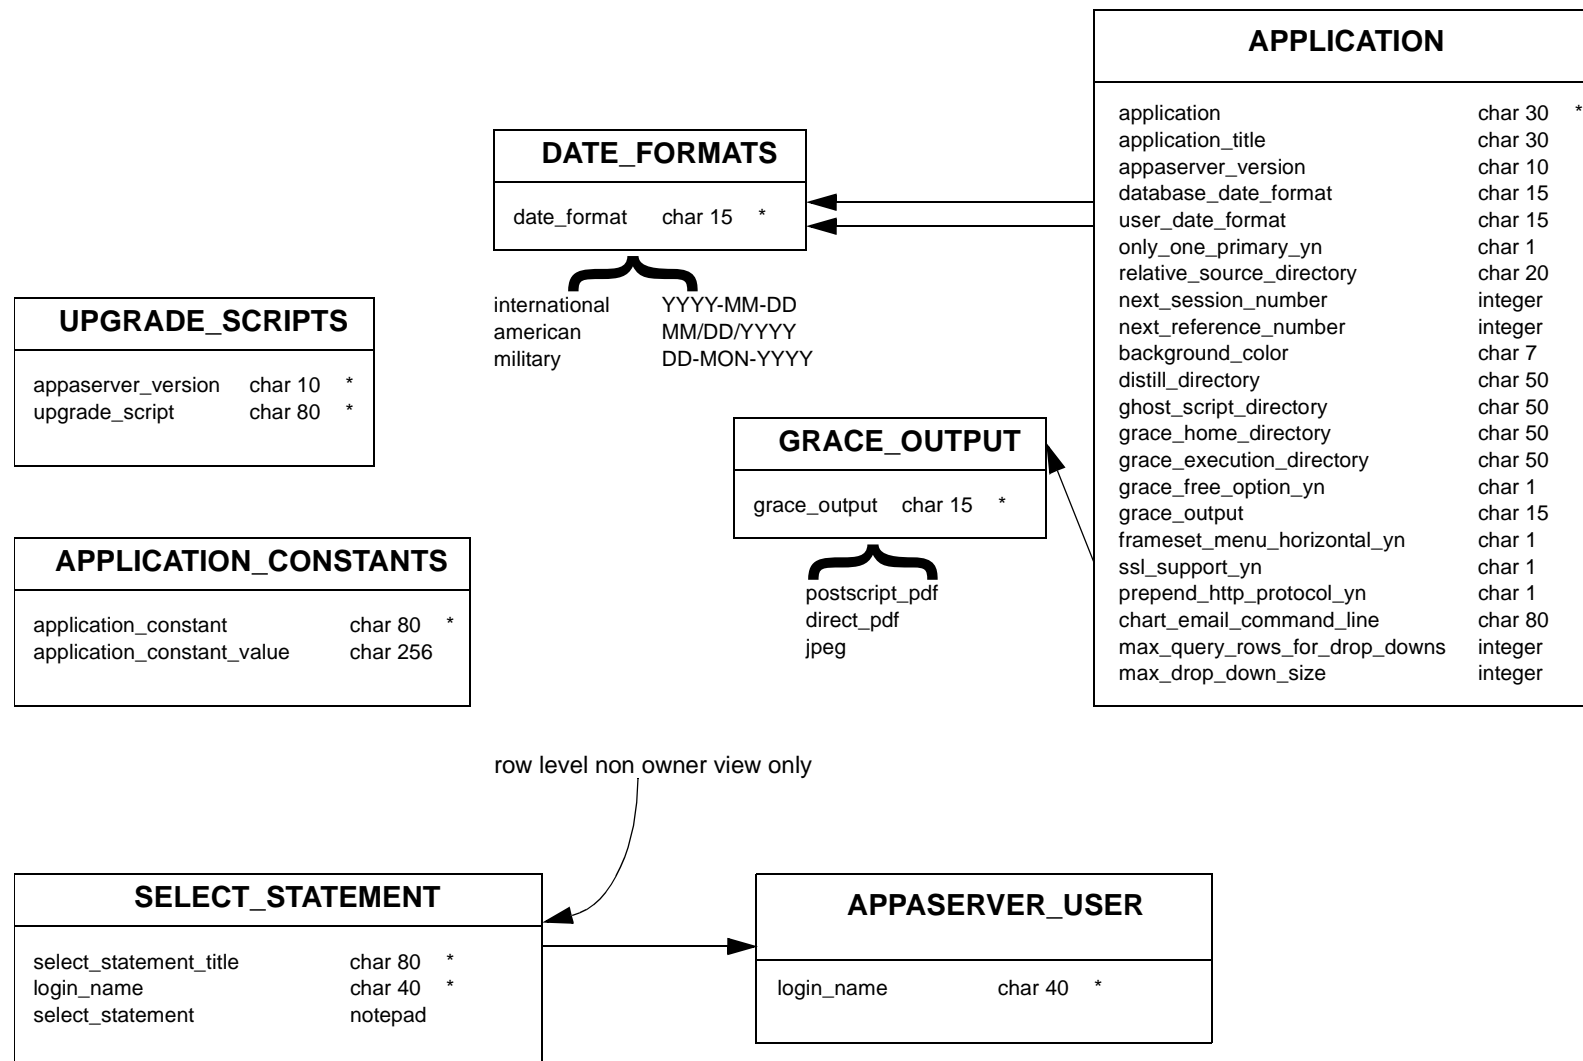 APPLICATION
application char 30 *
application_title char 30
appaserver_version char 10
database_date_format char 15
user_date_format char 15
only_one_primary_yn char 1
relative_source_directory char 20
next_session_number integer
next_reference_number integer
background_color char 7
distill_directory char 50
ghost_script_directory char 50
grace_home_directory char 50
grace_execution_directory char 50
grace_free_option_yn char 1
grace_output char 15
frameset_menu_horizontal_yn char 1
ssl_support_yn char 1
prepend_http_protocol_yn char 1
chart_email_command_line char 80
max_query_rows_for_drop_downs integer
max_drop_down_size integer
DATE_FORMATS
date_format char 15 *
international YYYY-MM-DD
american MM/DD/YYYY
military DD-MON-YYYY
UPGRADE_SCRIPTS
appaserver_version char 10 *
upgrade_script char 80 *
GRACE_OUTPUT
grace_output char 15 *
postscript_pdf
direct_pdf
jpeg
APPLICATION_CONSTANTS
application_constant char 80 *
application_constant_value char 256
row level non owner view only
SELECT_STATEMENT
select_statement_title char 80 *
login_name char 40 *
select_statement notepad
APPASERVER_USER
login_name char 40 *